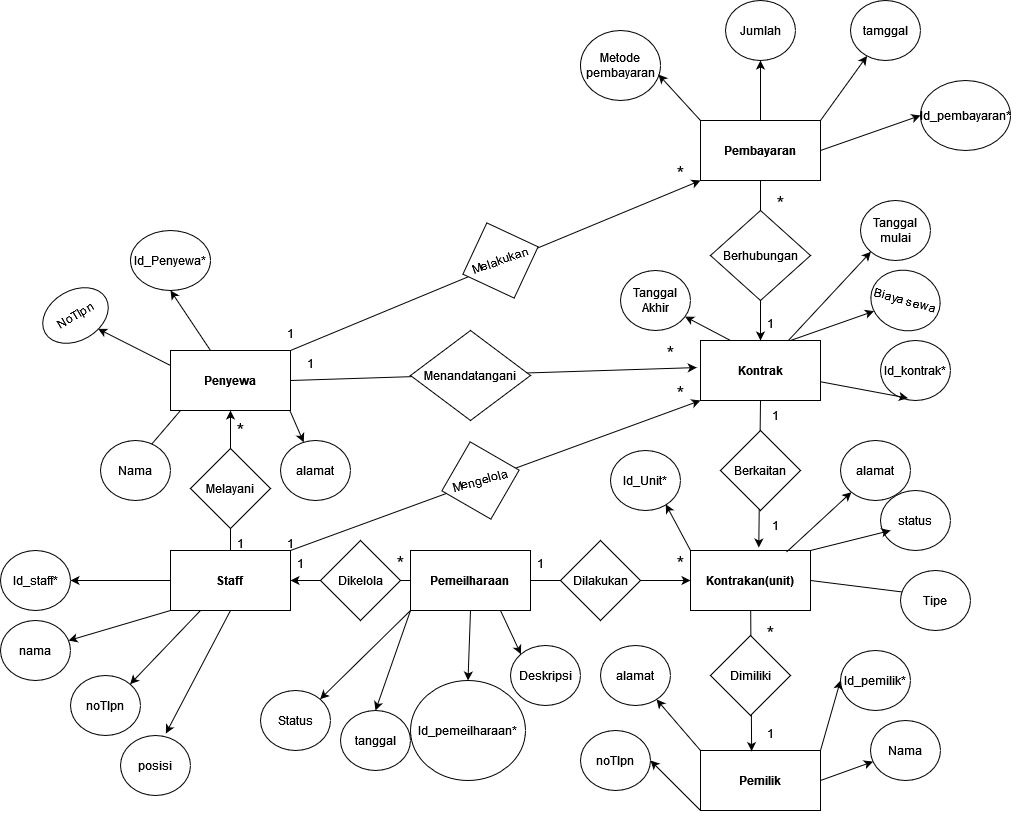 Jumlah
tamggal
Metode
pembayaran
Id_pembayaran*
Pembayaran
*
*
Tanggal
mulai
Id_Penyewa*
Melakukan
Berhubungan
Tanggal
Akhir
Biaya sewa
NoTlpn
1
1
1
*
Penyewa
Menandatangani
Kontrak
Id_kontrak*
*
*
1
Nama
alamat
Melayani
Mengelola
Berkaitan
Id_Unit*
alamat
status
1
1
1
Id_staff*
Staff
1
Dikelola
*
Pemeilharaan
1
Dilakukan
*
Kontrakan(unit)
Tipe
*
nama
noTlpn
posisi
Status
tanggal
Id_pemeilharaan*
Deskripsi
alamat
Dimiliki
Id_pemilik*
1
noTlpn
Pemilik
Nama